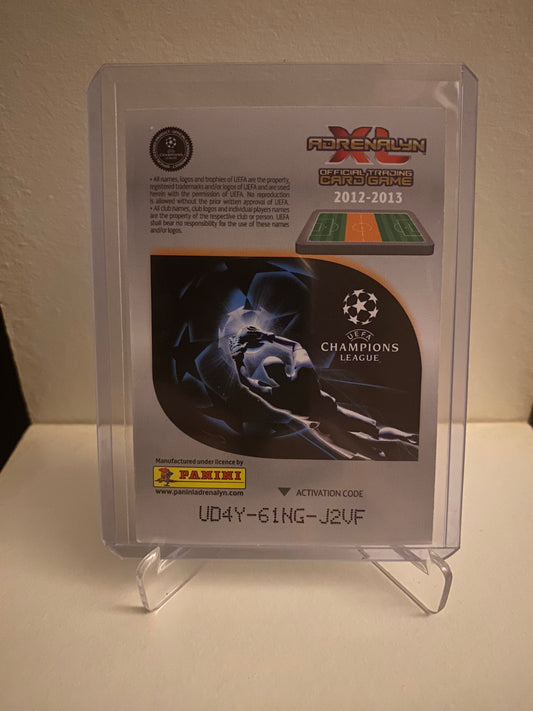 • All names, logos and trophies of UEFA are the property,
registered trademarks and/or logos of UEFA and are used
herein with the permission of UEFA. No reproduction
is allowed without the prior written approval of UEFA.
• All club names, club logos and individual players names
are the property of the respective club or person. UEFA
shall bear no responsibility for the use of these names
and/or logos.
ADRENALYN
XL
OFFICIAL TRADING
CARD GAME
2012-2013
UEFA
CHAMPIONS
LEAGUE
Manufactured under licence by
PANINI
www.paniniadrenalyn.com
ACTIVATION CODE
UD4Y-61NG-J2VF